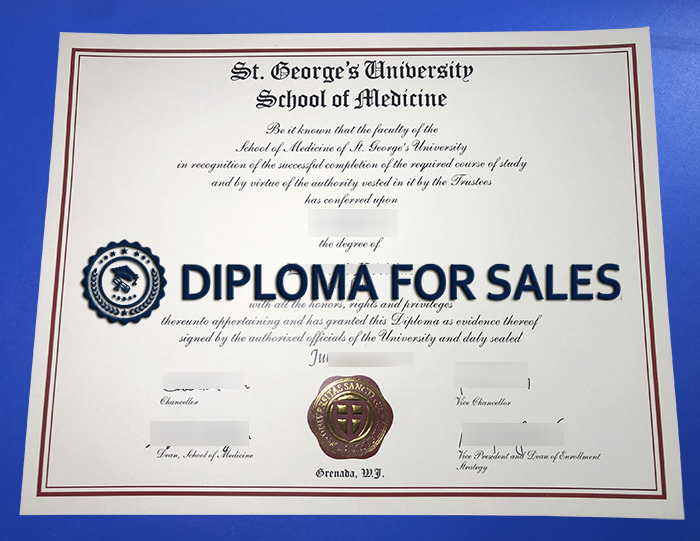 St. George's University
School of Medicine
Be it known that the faculty of the
School of Medicine of St. George's University
in recognition of the successful completion of the required course of study
and by virtue of the authority vested in it by the Trustees
has conferred upon
the degree of
DIPLOMA FOR SALES
with all the honors, rights and privileges
thereunto appertaining and has granted this Diploma as evidence thereof
signed by the authorized officials of the University and duly sealed
Chancellor
Vice Chancellor
Dean, School of Medicine
Vice President and Dean of Enrollment
Strategy
Grenada, W.I.